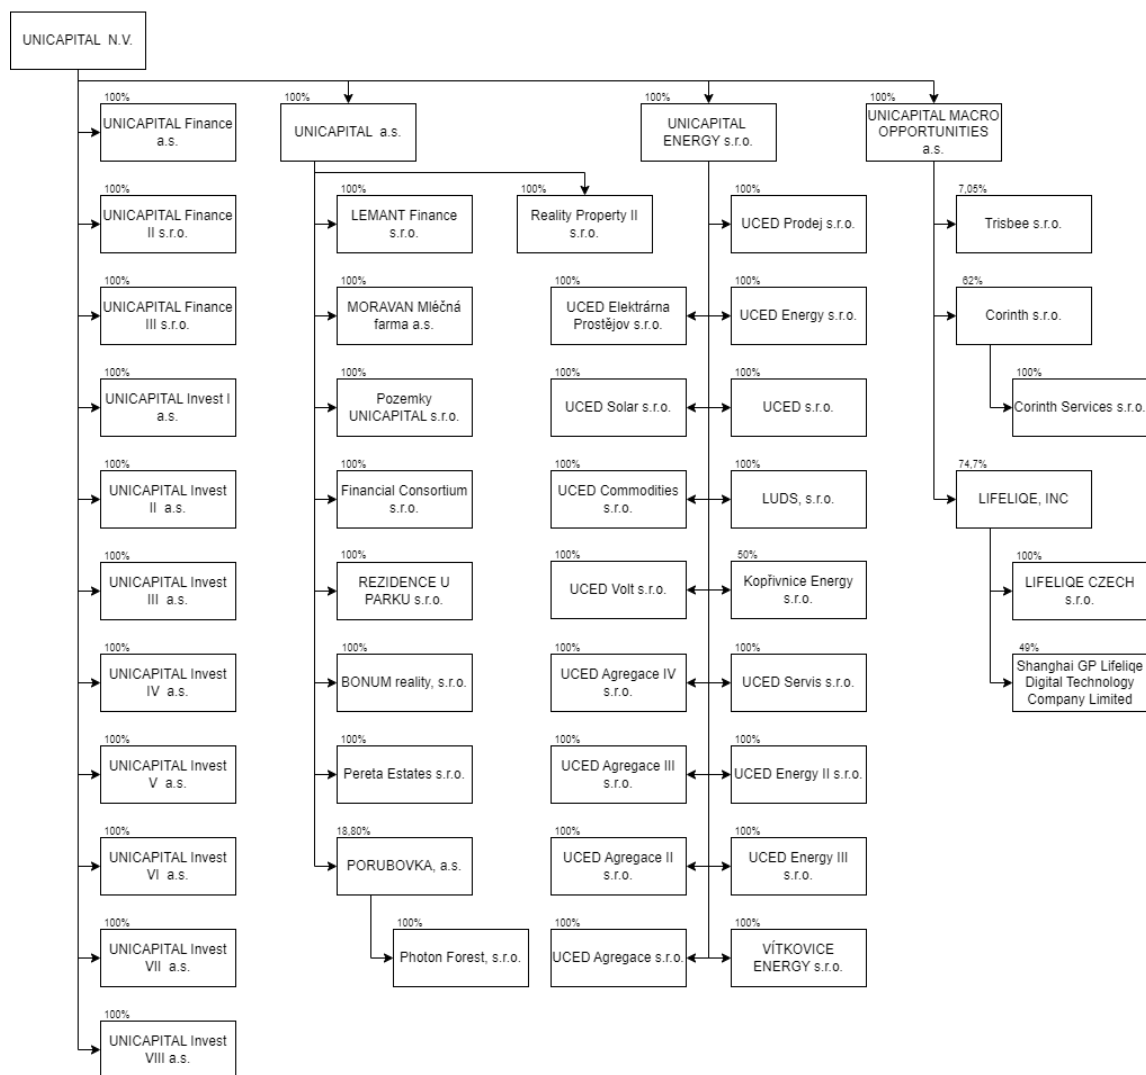 UNICAPITAL N.V.
100%
UNICAPITAL Finance
a.s.
100%
UNICAPITAL Finance
II s.r.o.
100%
UNICAPITAL Finance
III s.r.o.
100%
UNICAPITAL Invest I
a.s.
100%
UNICAPITAL Invest
II a.s.
100%
UNICAPITAL Invest
III a.s.
100%
UNICAPITAL Invest
IV a.s.
100%
UNICAPITAL Invest
V a.s.
100%
UNICAPITAL Invest
VI a.s.
100%
UNICAPITAL Invest
VII a.s.
100%
UNICAPITAL Invest
VIII a.s.
100%
UNICAPITAL a.s.
100%
LEMANT Finance
s.r.o.
100%
Reality Property II
s.r.o.
100%
MORAVAN Mléčná
farma a.s.
100%
Pozemky
UNICAPITAL s.r.o.
100%
Financial Consortium
s.r.o.
100%
REZIDENCE U
PARKU s.r.o.
100%
BONUM reality, s.r.o.
100%
Pereta Estates s.r.o.
18,80%
PORUBOVKA, a.s.
100%
Photon Forest, s.r.o.
100%
UNICAPITAL
ENERGY s.r.o.
100%
UCED Prodej s.r.o.
100%
UCED Elektrárna
Prostějov s.r.o.
100%
UCED Energy s.r.o.
100%
UCED Solar s.r.o.
100%
UCED s.r.o.
100%
UCED Commodities
s.r.o.
100%
LUDS, s.r.o.
100%
UCED Volt s.r.o.
50%
Kopřivnice Energy
s.r.o.
100%
UCED Agregace IV
s.r.o.
100%
UCED Servis s.r.o.
100%
UCED Agregace III
s.r.o.
100%
UCED Energy II s.r.o.
100%
UCED Agregace II
s.r.o.
100%
UCED Energy III
s.r.o.
100%
UCED Agregace s.r.o.
100%
VÍTKOVICE
ENERGY s.r.o.
100%
UNICAPITAL MACRO
OPPORTUNITIES
a.s.
7,05%
Trisbee s.r.o.
62%
Corinth s.r.o.
100%
Corinth Services s.r.o.
74,7%
LIFELIQE, INC
100%
LIFELIQE CZECH
s.r.o.
49%
Shanghai GP Lifeliqe
Digital Technology
Company Limited